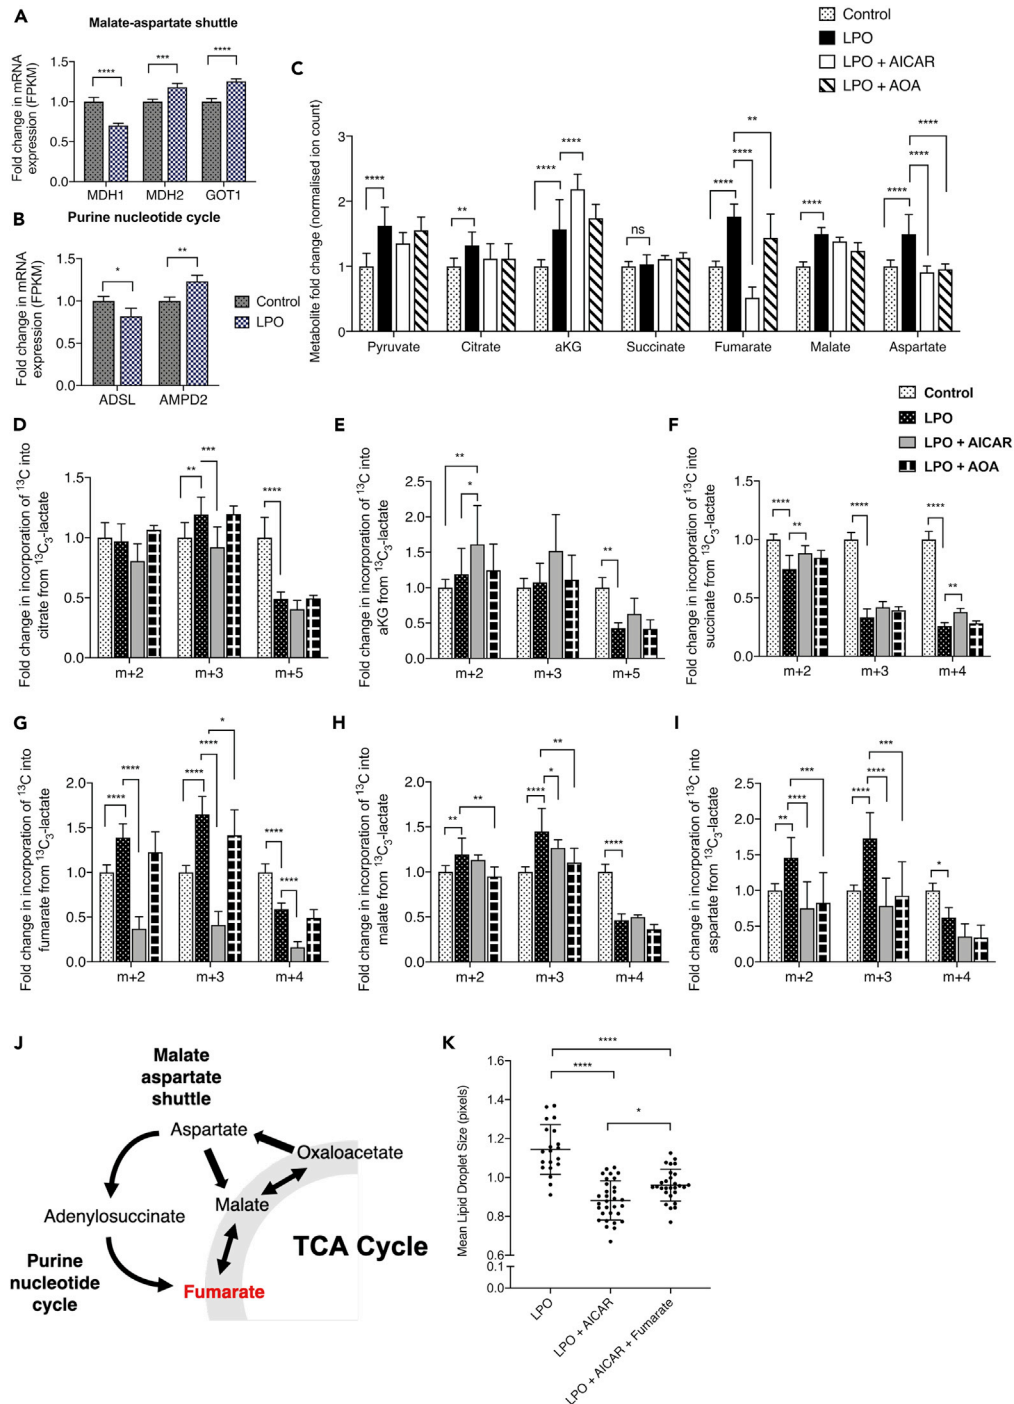 A
Malate-aspartate shuttle
Fold change in mRNA
expression (FPKM)
1.5
1.0
0.5
0.0
****
***
****
MDH1
MDH2
GOT1
B
Purine nucleotide cycle
Fold change in mRNA
expression (FPKM)
1.5
1.0
0.5
0.0
*
**
ADSL
AMPD2
Control
LPO
C
Control
LPO
LPO + AICAR
LPO + AOA
Metabolite fold change (normalised ion count)
3
2
1
0
****
**
****
****
ns
****
****
**
****
****
****
****
Pyruvate
Citrate
aKG
Succinate
Fumarate
Malate
Aspartate
Control
LPO
LPO + AICAR
LPO + AOA
D
Fold change in incorporation of ¹³C into
citrate from ¹³C₃-lactate
1.5
1.0
0.5
0.0
**
***
****
m+2
m+3
m+5
E
Fold change in incorporation of ¹³C into
aKG from ¹³C₃-lactate
2.5
2.0
1.5
1.0
0.5
0.0
**
*
**
m+2
m+3
m+5
F
Fold change in incorporation of ¹³C into
succinate from ¹³C₃-lactate
1.5
1.0
0.5
0.0
****
**
****
****
**
m+2
m+3
m+4
G
Fold change in incorporation of ¹³C into
fumarate from ¹³C₃-lactate
2.0
1.5
1.0
0.5
0.0
****
****
****
****
*
****
****
m+2
m+3
m+4
H
Fold change in incorporation of ¹³C into
malate from ¹³C₃-lactate
2.0
1.5
1.0
0.5
0.0
**
**
****
*
**
****
m+2
m+3
m+4
I
Fold change in incorporation of ¹³C into
aspartate from ¹³C₃-lactate
2.5
2.0
1.5
1.0
0.5
0.0
**
****
***
****
****
***
*
m+2
m+3
m+4
J
Malate
aspartate
shuttle
Aspartate
Oxaloacetate
Malate
Adenylosuccinate
TCA Cycle
Purine
nucleotide
cycle
Fumarate
K
Mean Lipid Droplet Size (pixels)
1.6
1.4
1.2
1.0
0.8
0.6
0.1
0.0
****
****
*
LPO
LPO + AICAR
LPO + AICAR + Fumarate